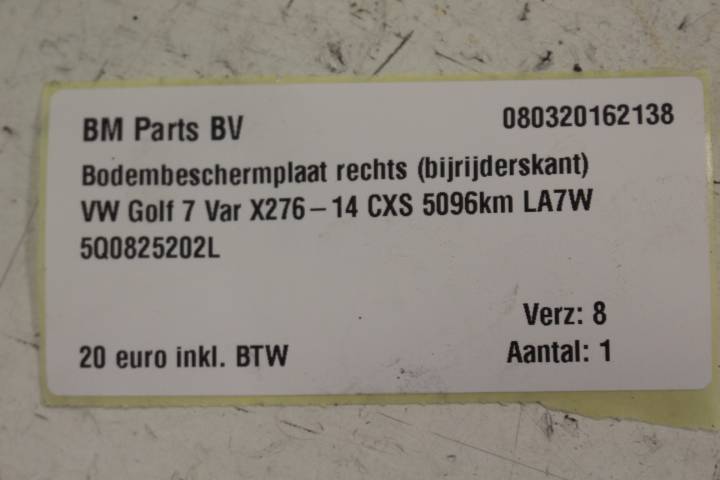 BM Parts BV 080320162138
Bodembeschermplaat rechts (bijrijderskant)
VW Golf 7 Var X276-14 CXS 5096km LA7W
5Q0825202L
Verz: 8
20 euro inkl. BTW Aantal: 1